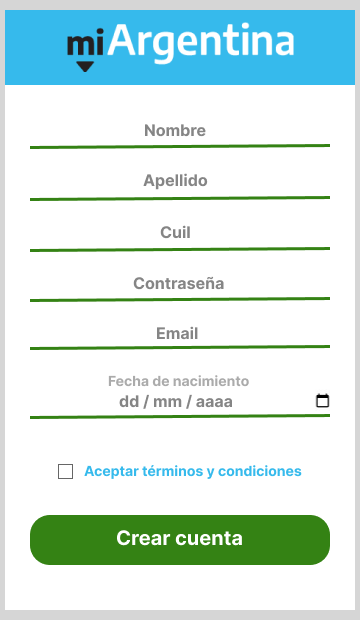 miArgentina
Nombre
Apellido
Cuil
Contraseña
Email
Fecha de nacimiento
dd / mm / aaaa
Aceptar términos y condiciones
Crear cuenta